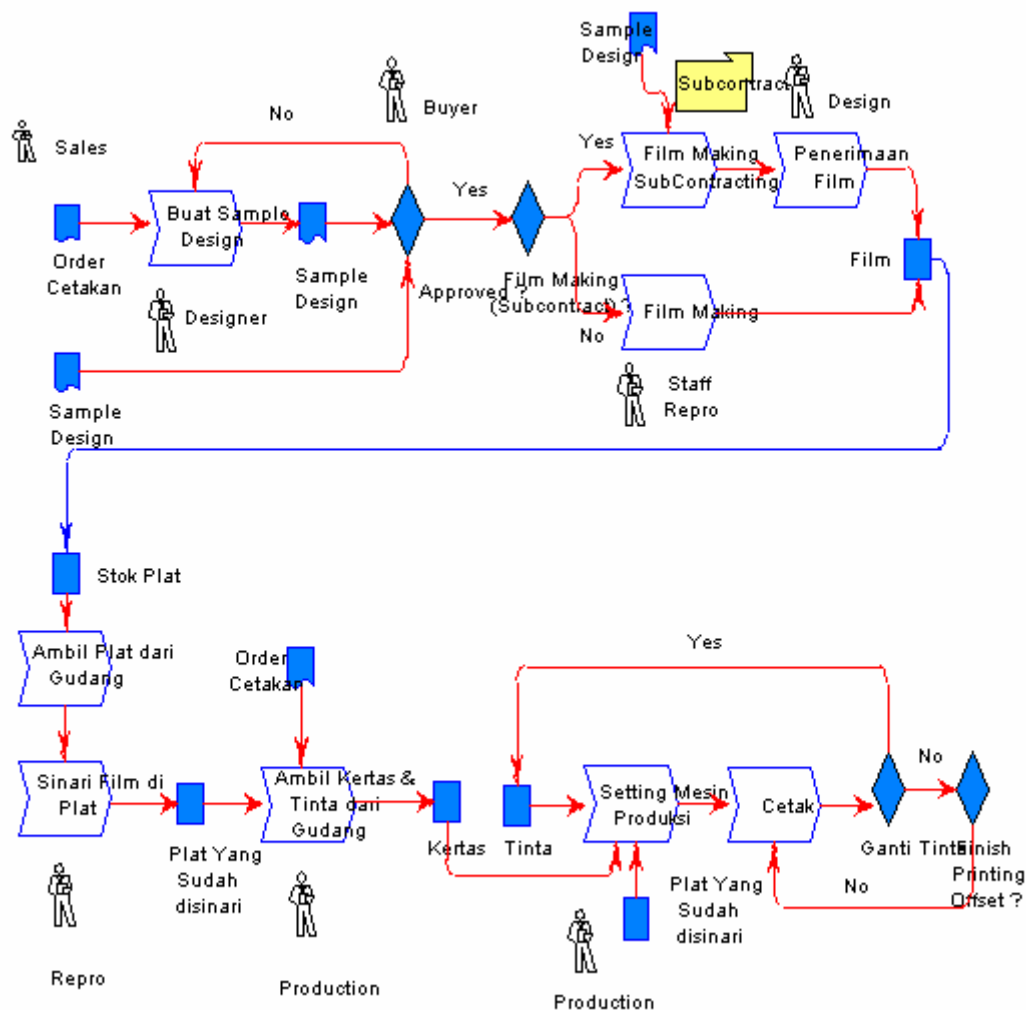 Sample
Design
Subcontract
Design
Buyer
No
Sales
Yes
Film Making
SubContracting
Penerimaan
Film
Yes
Buat Sample
Design
Order
Cetakan
Sample
Design
Approved ?
Film Making
(Subcontract) ?
Film
Designer
No
Film Making
Sample
Design
Staff
Repro
Stok Plat
Ambil Plat dari
Gudang
Order
Cetakan
Yes
Sinari Film di
Plat
Ambil Kertas &
Tinta dari
Gudang
Setting Mesin
Produksi
Cetak
No
Kertas
Tinta
Ganti Tinta
Finish
Printing
Offset ?
Plat Yang
Sudah
disinari
Plat Yang
Sudah
disinari
No
Repro
Production
Production